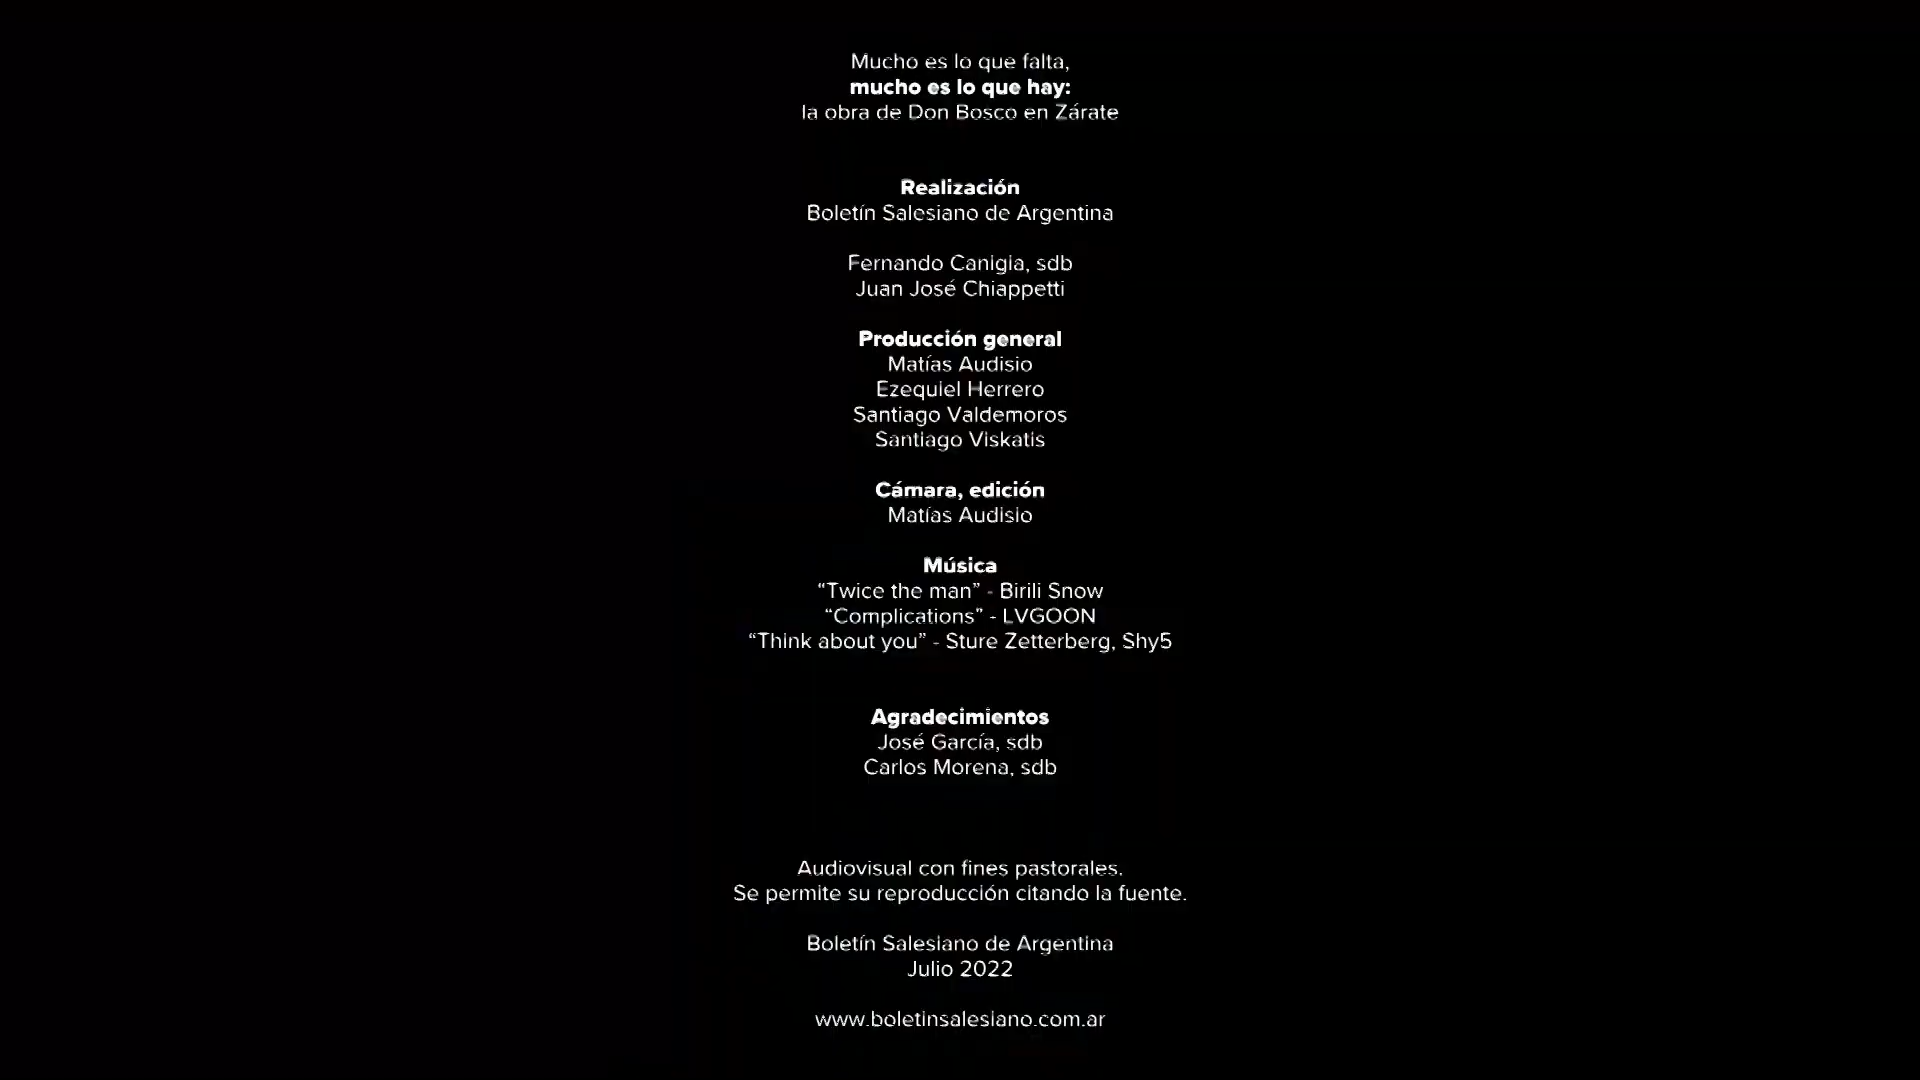 Mucho es lo que falta,
mucho es lo que hay:
la obra de Don Bosco en Zárate
Realización
Boletín Salesiano de Argentina
Fernando Canigia, sdb
Juan José Chiappetti
Producción general
Matías Audisio
Ezequiel Herrero
Santiago Valdemoros
Santiago Viskatis
Cámara, edición
Matías Audisio
Música
“Twice the man” - Birili Snow
“Complications” - LVGOON
“Think about you” - Sture Zetterberg, Shy5
Agradecimientos
José García, sdb
Carlos Morena, sdb
Audiovisual con fines pastorales.
Se permite su reproducción citando la fuente.
Boletín Salesiano de Argentina
Julio 2022
www.boletinsalesiano.com.ar